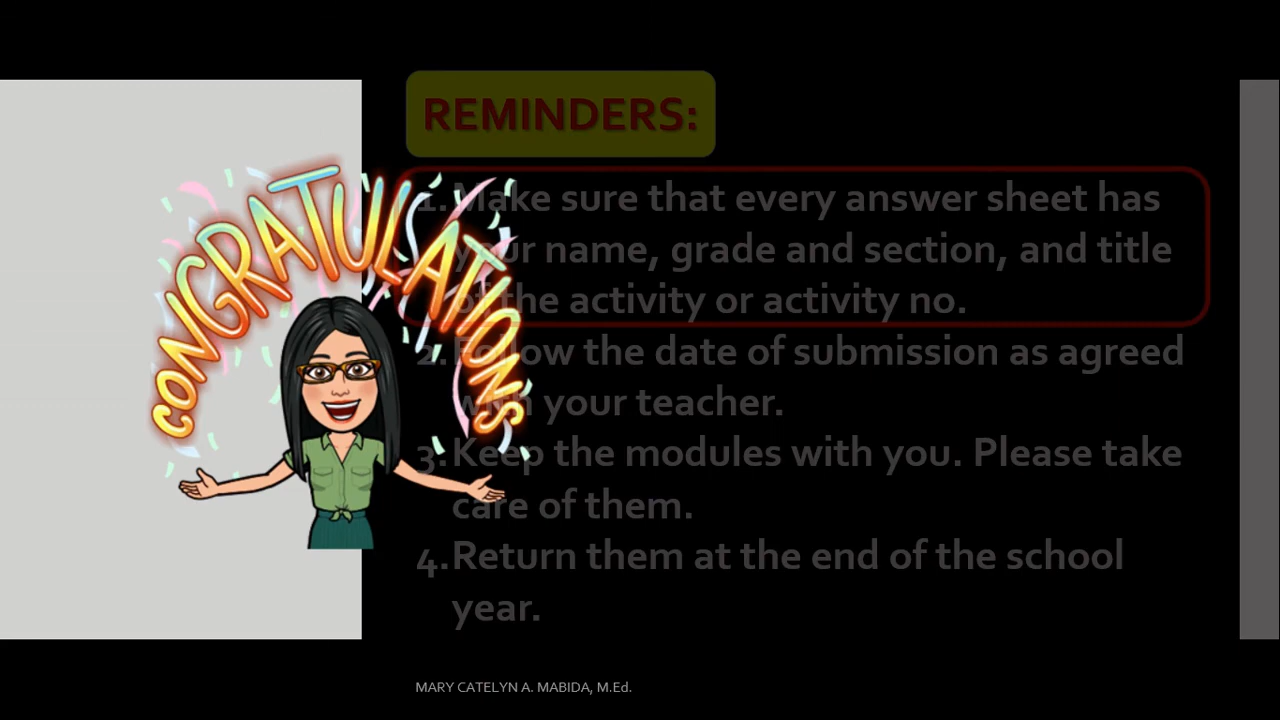 REMINDERS:
CONGRATULATIONS
1. Make sure that every answer sheet has
your name, grade and section, and title
of the activity or activity no.
2. Follow the date of submission as agreed
with your teacher.
3. Keep the modules with you. Please take
care of them.
4. Return them at the end of the school
year.
MARY CATELYN A. MABIDA, M.Ed.